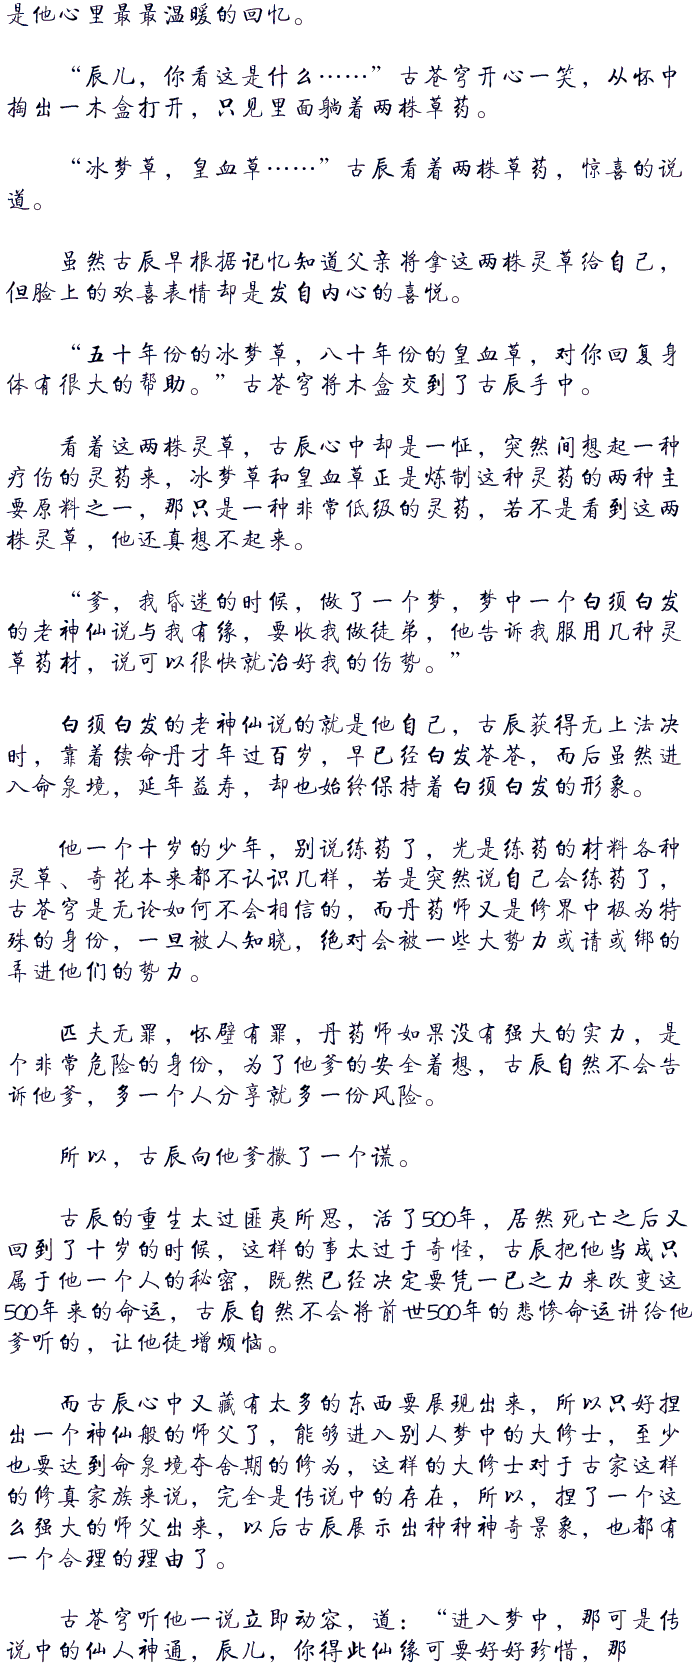 是他心里最最温暖的回忆。
“辰儿，你看这是什么……”古苍穹开心一笑，从怀中
掏出一木盒打开，只见里面躺着两株草药。
“冰梦草，皇血草……”古辰看着两株草药，惊喜的说
道。
虽然古辰早根据记忆知道父亲将拿这两株灵草给自己，
但脸上的欢喜表情却是发自内心的喜悦。
“五十年份的冰梦草，八十年份的皇血草，对你回复身
体有很大的帮助。”古苍穹将木盒交到了古辰手中。
看着这两株灵草，古辰心中却是一怔，突然间想起一种
疗伤的灵药来，冰梦草和皇血草正是炼制这种灵药的两种主
要原料之一，那只是一种非常低级的灵药，若不是看到这两
株灵草，他还真想不起来。
“爹，我昏迷的时候，做了一个梦，梦中一个白须白发
的老神仙说与我有缘，要收我做徒弟，他告诉我服用几种灵
草药材，说可以很快就治好我的伤势。”
白须白发的老神仙说的就是他自己，古辰获得无上法决
时，靠着续命丹才年过百岁，早已经白发苍苍，而后虽然进
入命泉境，延年益寿，却也始终保持着白须白发的形象。
他一个十岁的少年，别说练药了，光是练药的材料各种
灵草、奇花本来都不认识几样，若是突然说自己会练药了，
古苍穹是无论如何不会相信的，而丹药师又是修界中极为特
殊的身份，一旦被人知晓，绝对会被一些大势力或请或绑的
弄进他们的势力。
匹夫无罪，怀壁有罪，丹药师如果没有强大的实力，是
个非常危险的身份，为了他爹的安全着想，古辰自然不会告
诉他爹，多一个人分享就多一份风险。
所以，古辰向他爹撒了一个谎。
古辰的重生太过匪夷所思，活了500年，居然死亡之后又
回到了十岁的时候，这样的事太过于奇怪，古辰把他当成只
属于他一个人的秘密，既然已经决定要凭一已之力来改变这
500年来的命运，古辰自然不会将前世500年的悲惨命运讲给他
爹听的，让他徒增烦恼。
而古辰心中又藏有太多的东西要展现出来，所以只好捏
出一个神仙般的师父了，能够进入别人梦中的大修士，至少
也要达到命泉境夺舍期的修为，这样的大修士对于古家这样
的修真家族来说，完全是传说中的存在，所以，捏了一个这
么强大的师父出来，以后古辰展示出种种神奇景象，也都有
一个合理的理由了。
古苍穹听他一说立即动容，道：“进入梦中，那可是传
说中的仙人神通，辰儿，你得此仙缘可要好好珍惜，那